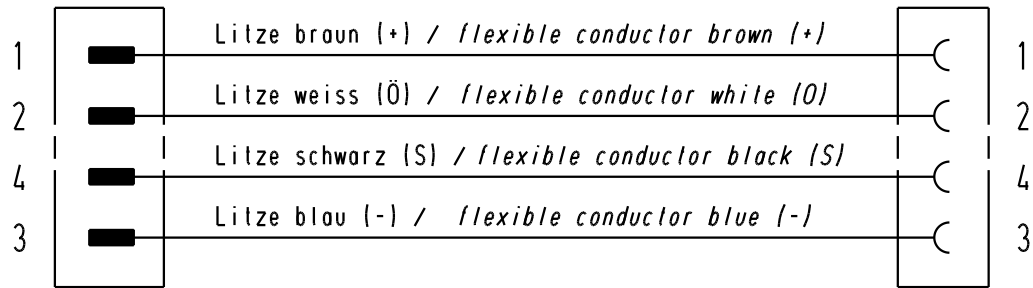 1 Litze braun (+) / flexible conductor brown (+) 1
2 Litze weiss (Ö) / flexible conductor white (O) 2
4 Litze schwarz (S) / flexible conductor black (S) 4
3 Litze blau (-) / flexible conductor blue (-) 3